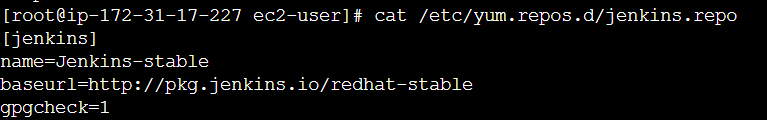 [root@ip-172-31-17-227 ec2-user]# cat /etc/yum.repos.d/jenkins.repo
[jenkins]
name=Jenkins-stable
baseurl=http://pkg.jenkins.io/redhat-stable
gpgcheck=1